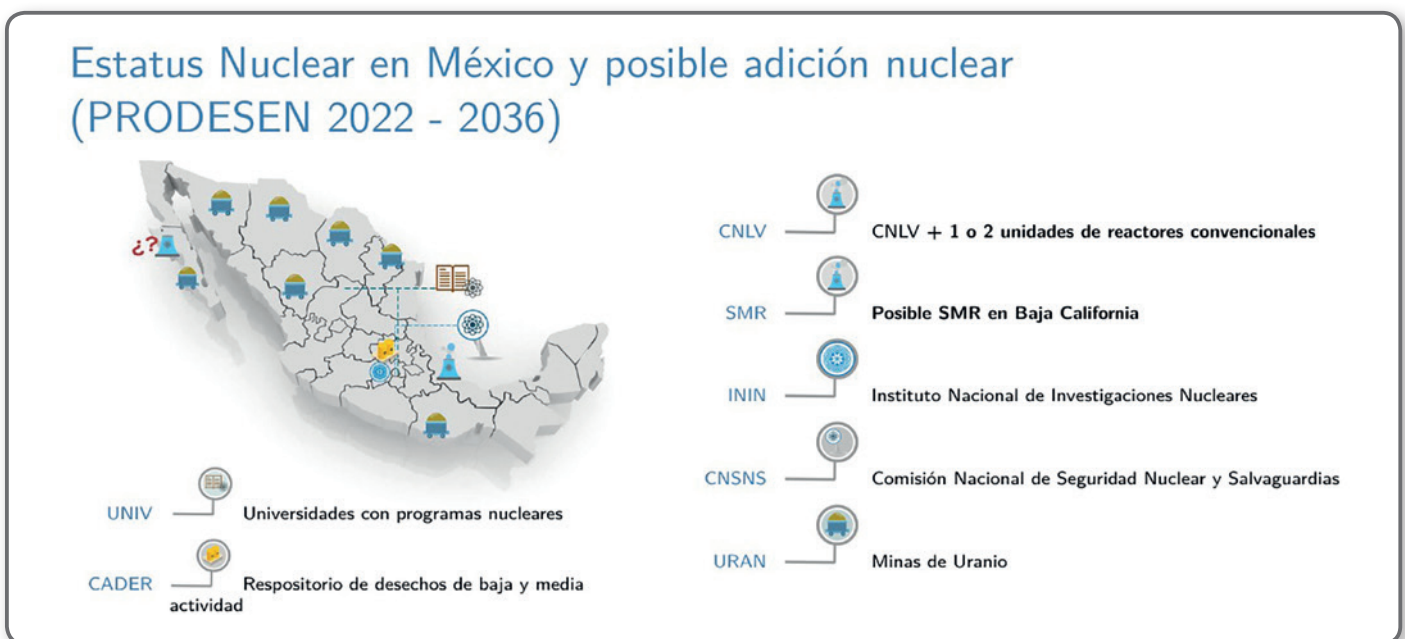 Estatus Nuclear en México y posible adición nuclear
(PRODESEN 2022 - 2036)
¿?
UNIV
Universidades con programas nucleares
CADER
Respositorio de desechos de baja y media
actividad
CNLV
CNLV + 1 o 2 unidades de reactores convencionales
SMR
Posible SMR en Baja California
ININ
Instituto Nacional de Investigaciones Nucleares
CNSNS
Comisión Nacional de Seguridad Nuclear y Salvaguardias
URAN
Minas de Uranio